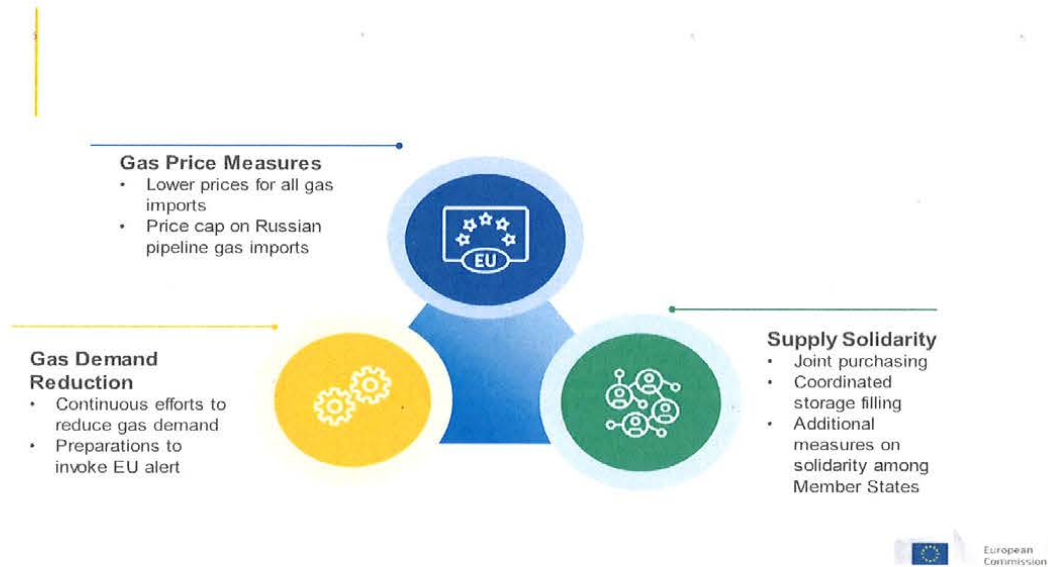 Gas Price Measures
• Lower prices for all gas
imports
• Price cap on Russian
pipeline gas imports
EU
Gas Demand
Reduction
• Continuous efforts to
reduce gas demand
• Preparations to
invoke EU alert
Supply Solidarity
• Joint purchasing
• Coordinated
storage filling
• Additional
measures on
solidarity among
Member States
European
Commission